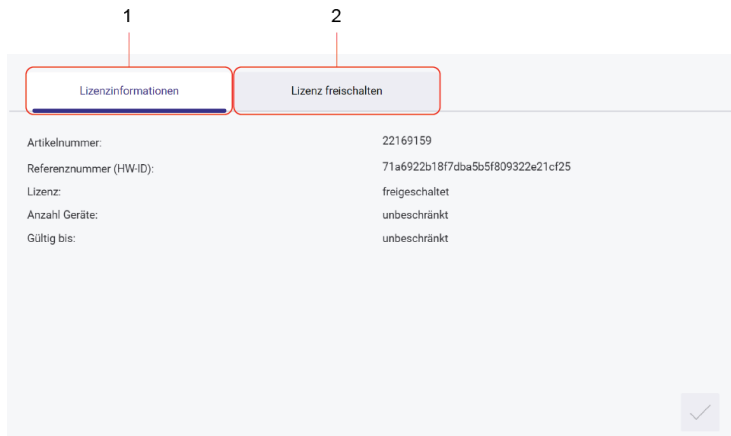 1 2
Lizenzinformationen Lizenz freischalten
Artikelnummer: 22169159
Referenznummer (HW-ID): 71a6922b18f7dba5b5f809322e21cf25
Lizenz: freigeschaltet
Anzahl Geräte: unbeschränkt
Gültig bis: unbeschränkt